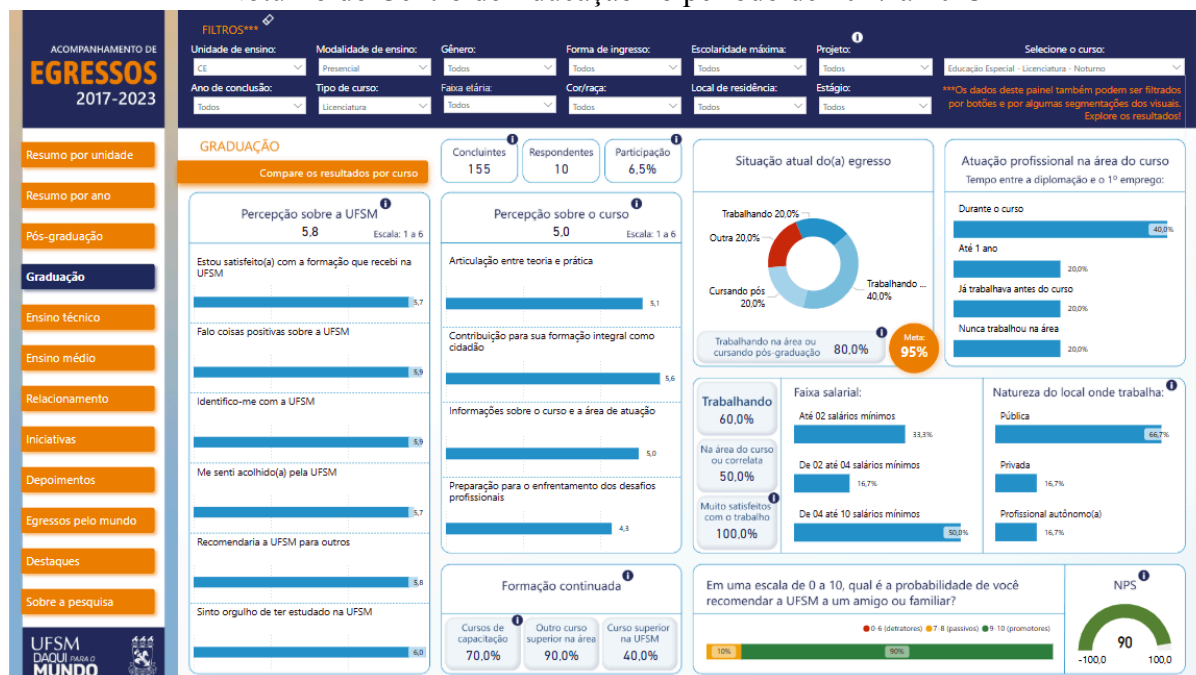 ACOMPANHAMENTO DE
EGRESSOS
2017-2023
FILTROS***
Unidade de ensino:
CE
Modalidade de ensino:
Presencial
Gênero:
Todos
Forma de ingresso:
Todos
Escolaridade máxima:
Todos
Projeto:
Todos
Selecione o curso:
Educação Especial - Licenciatura - Noturno
Ano de conclusão:
Todos
Tipo de curso:
Licenciatura
Faixa etária:
Todos
Cor/raça:
Todos
Local de residência:
Todos
Estágio:
Todos
***Os dados deste painel também podem ser filtrados
por botões e por algumas segmentações dos visuais.
Explore os resultados!
Resumo por unidade
Resumo por ano
Pós-graduação
Graduação
Ensino técnico
Ensino médio
Relacionamento
Iniciativas
Depoimentos
Egressos pelo mundo
Destaques
Sobre a pesquisa
UFSM
DAQUI PARA O
MUNDO
GRADUAÇÃO
Compare os resultados por curso
Concluintes
155
Respondentes
10
Participação
6,5%
Percepção sobre a UFSM
5,8
Escala: 1 a 6
Estou satisfeito(a) com a formação que recebi na
UFSM
5,7
Falo coisas positivas sobre a UFSM
5,9
Identifico-me com a UFSM
5,9
Me senti acolhido(a) pela UFSM
5,7
Recomendaria a UFSM para outros
5,8
Sinto orgulho de ter estudado na UFSM
6,0
Percepção sobre o curso
5,0
Escala: 1 a 6
Articulação entre teoria e prática
5,1
Contribuição para sua formação integral como
cidadão
5,6
Informações sobre o curso e a área de atuação
5,0
Preparação para o enfrentamento dos desafios
profissionais
4,3
Formação continuada
Cursos de
capacitação
70,0%
Outro curso
superior na área
90,0%
Curso superior
na UFSM
40,0%
Situação atual do(a) egresso
Trabalhando 20,0%
Outra 20,0%
Cursando pós
20,0%
Trabalhando ...
40,0%
Trabalhando na área ou
cursando pós-graduação
80,0%
Meta:
95%
Atuação profissional na área do curso
Tempo entre a diplomação e o 1º emprego:
Durante o curso
40,0%
Até 1 ano
20,0%
Já trabalhava antes do curso
20,0%
Nunca trabalhou na área
20,0%
Trabalhando
60,0%
Na área do curso
ou correlata
50,0%
Muito satisfeitos
com o trabalho
100,0%
Faixa salarial:
Até 02 salários mínimos
33,3%
De 02 até 04 salários mínimos
16,7%
De 04 até 10 salários mínimos
50,0%
Natureza do local onde trabalha:
Pública
66,7%
Privada
16,7%
Profissional autônomo(a)
16,7%
Em uma escala de 0 a 10, qual é a probabilidade de você
recomendar a UFSM a um amigo ou familiar?
0-6 (detratores) 7-8 (passivos) 9-10 (promotores)
10%
90%
NPS
90
-100,0
100,0